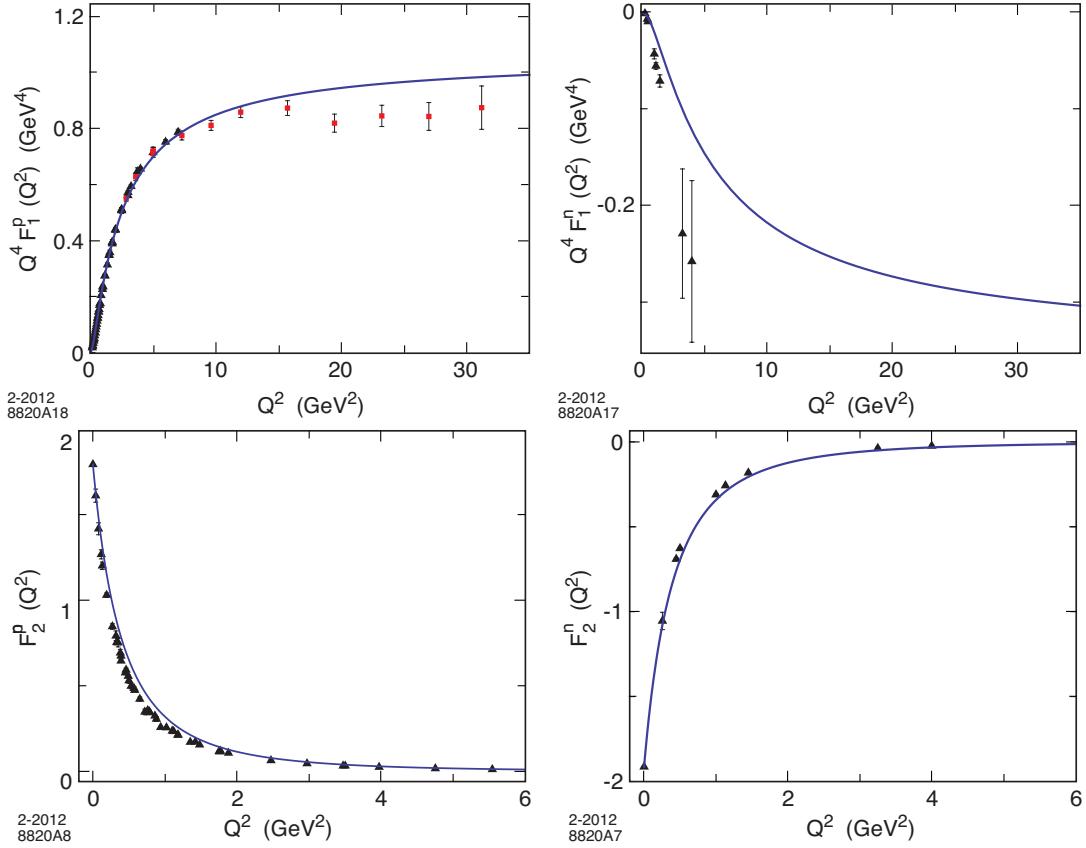 1.2
0.8
0.4
0
0 10 20 30
Q⁴ F₁ᵖ (Q²) (GeV⁴)
Q² (GeV²)
2-2012
8820A18
0
-0.2
0 10 20 30
Q⁴ F₁ⁿ (Q²) (GeV⁴)
Q² (GeV²)
2-2012
8820A17
2
1
0
0 2 4 6
F₂ᵖ (Q²)
Q² (GeV²)
2-2012
8820A8
0
-1
-2
0 2 4 6
F₂ⁿ (Q²)
Q² (GeV²)
2-2012
8820A7